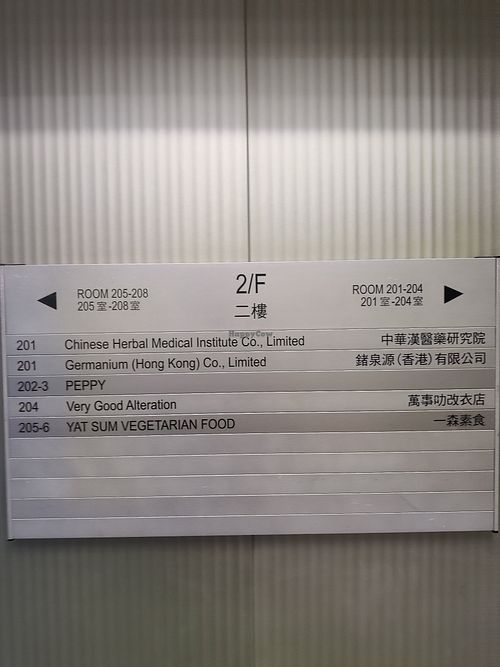 2/F
二樓
ROOM 205-208
205室-208室
ROOM 201-204
201室-204室
HappyCow
201 Chinese Herbal Medical Institute Co., Limited 中華漢醫藥研究院
201 Germanium (Hong Kong) Co., Limited 鍺泉源(香港)有限公司
202-3 PEPPY
204 Very Good Alteration 萬事叻改衣店
205-6 YAT SUM VEGETARIAN FOOD 一森素食